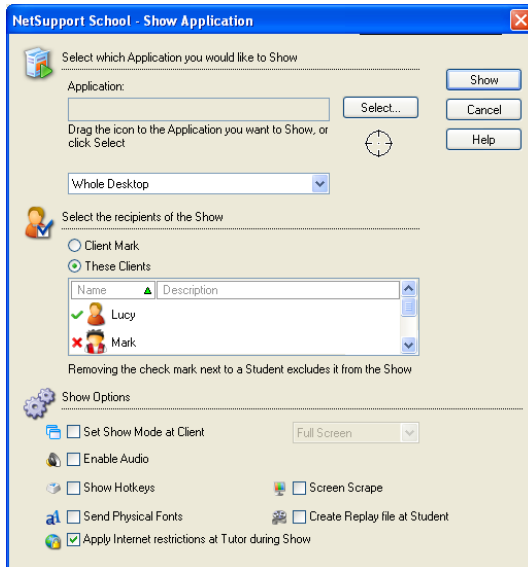 NetSupport School - Show Application
Select which Application you would like to Show
Application:
Show
Select...
Cancel
Drag the icon to the Application you want to Show, or
click Select
Help
Whole Desktop
Select the recipients of the Show
Client Mark
These Clients
Name Description
Lucy
Mark
Removing the check mark next to a Student excludes it from the Show
Show Options
Set Show Mode at Client Full Screen
Enable Audio
Show Hotkeys Screen Scrape
Send Physical Fonts Create Replay file at Student
Apply Internet restrictions at Tutor during Show